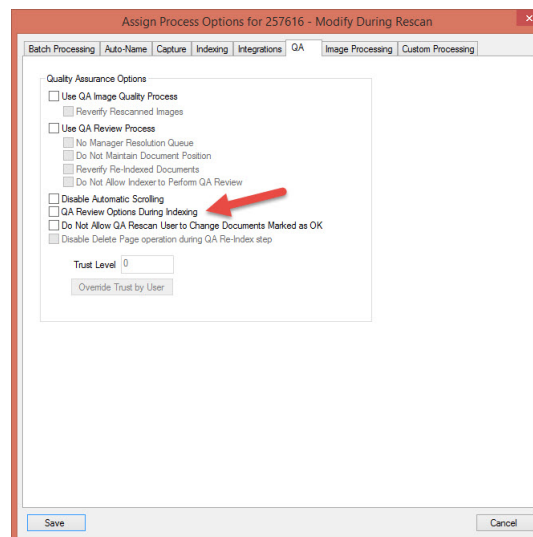 Assign Process Options for 257616 - Modify During Rescan
Batch Processing Auto-Name Capture Indexing Integrations QA Image Processing Custom Processing
Quality Assurance Options
Use QA Image Quality Process
Reverify Rescanned Images
Use QA Review Process
No Manager Resolution Queue
Do Not Maintain Document Position
Reverify Re-Indexed Documents
Do Not Allow Indexer to Perform QA Review
Disable Automatic Scrolling
QA Review Options During Indexing
Do Not Allow QA Rescan User to Change Documents Marked as OK
Disable Delete Page operation during QA Re-Index step
Trust Level 0
Override Trust by User
Save Cancel